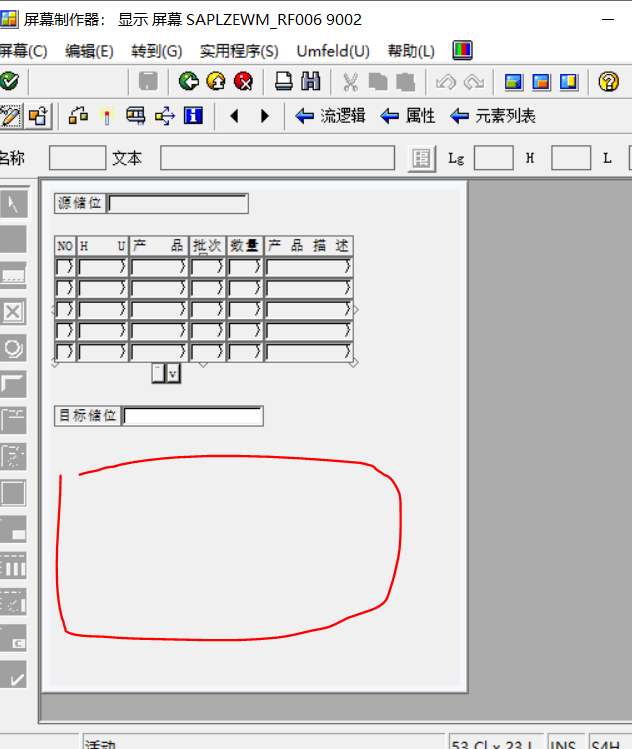 屏幕制作器: 显示 屏幕 SAPLZEWM_RF006 9002
屏幕(C) 编辑(E) 转到(G) 实用程序(S) Umfeld(U) 帮助(L)
流逻辑 属性 元素列表
名称 文本 Lg H L
源储位
NO H U 产 品 批次 数量 产 品 描 述
目标储位
活动 53 Cl x 23 L INS S4H